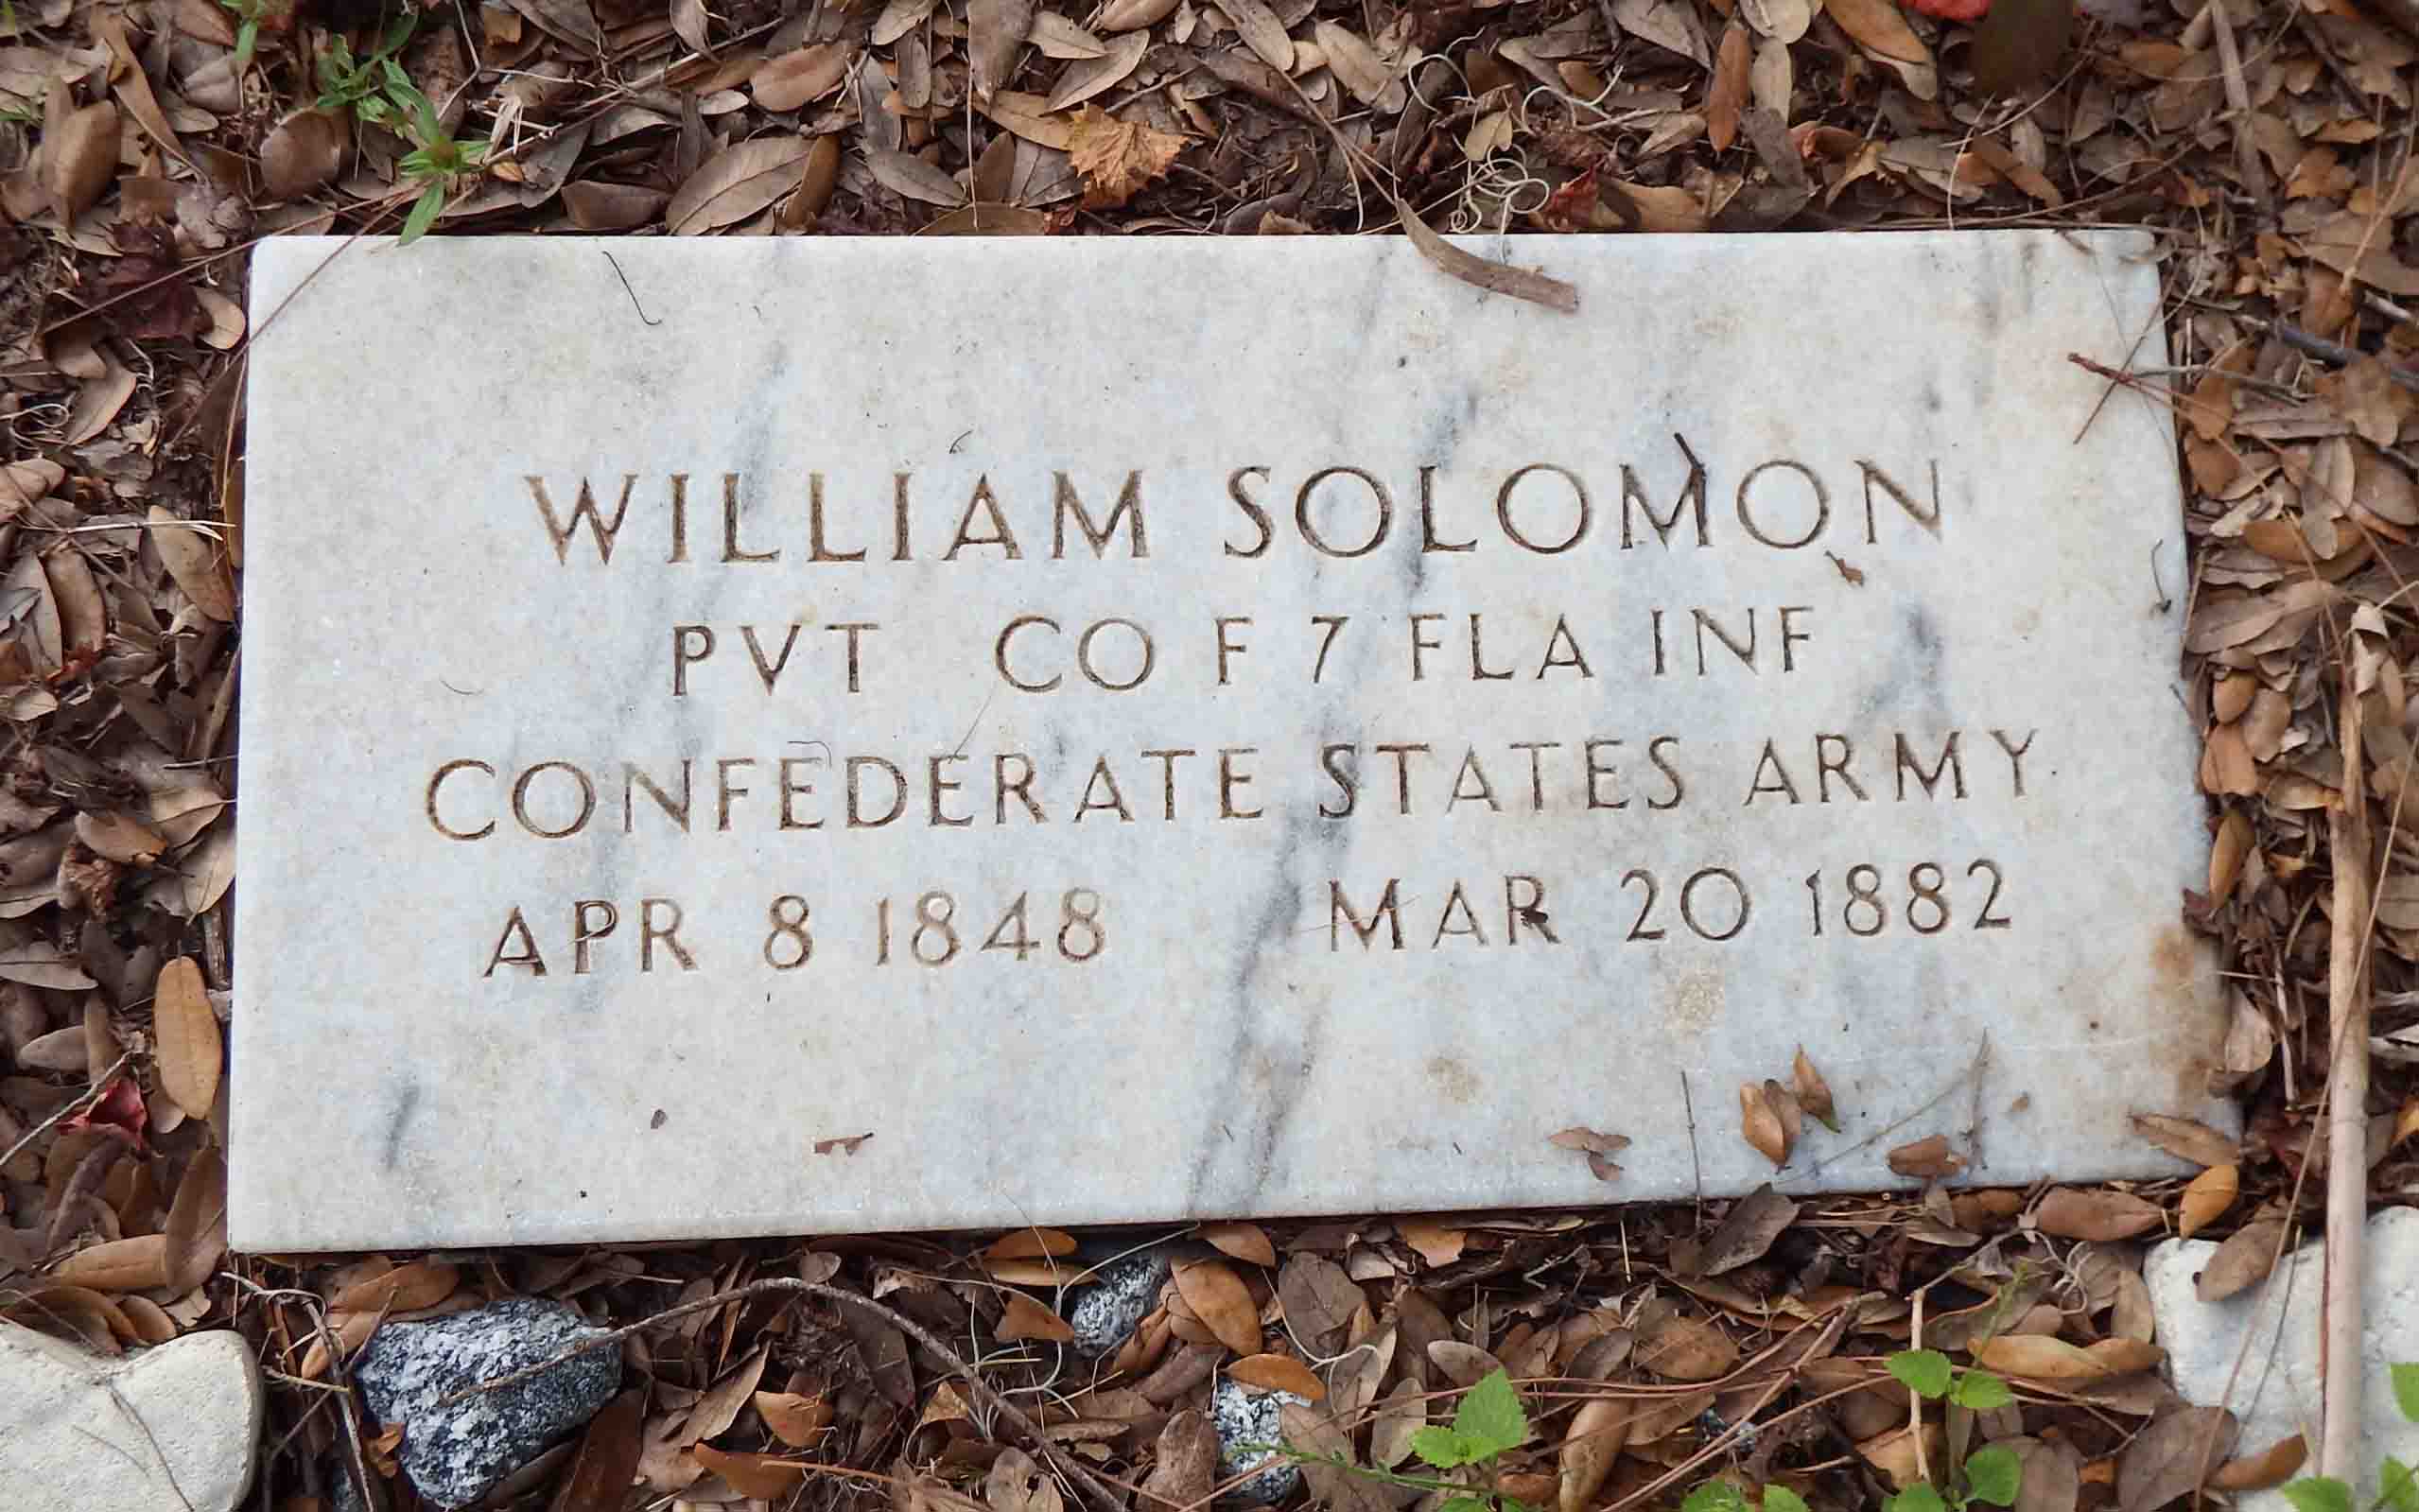 WILLIAM SOLOMON
PVT CO F 7 FLA INF
CONFEDERATE STATES ARMY
APR 8 1848 MAR 20 1882